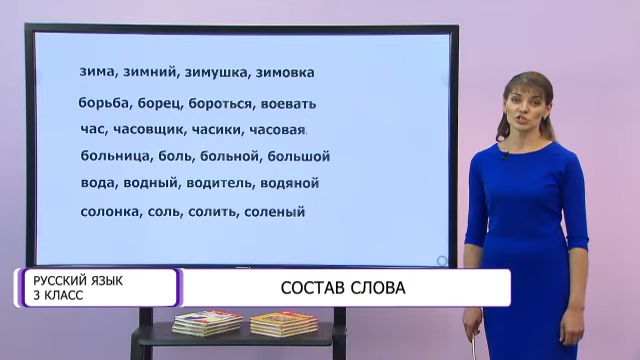 зима, зимний, зимушка, зимовка
борьба, борец, бороться, воевать
час, часовщик, часики, часовая.
больница, боль, больной, большой
вода, водный, водитель, водяной
солонка, соль, солить, соленый
РУССКИЙ ЯЗЫК
3 КЛАСС
СОСТАВ СЛОВА